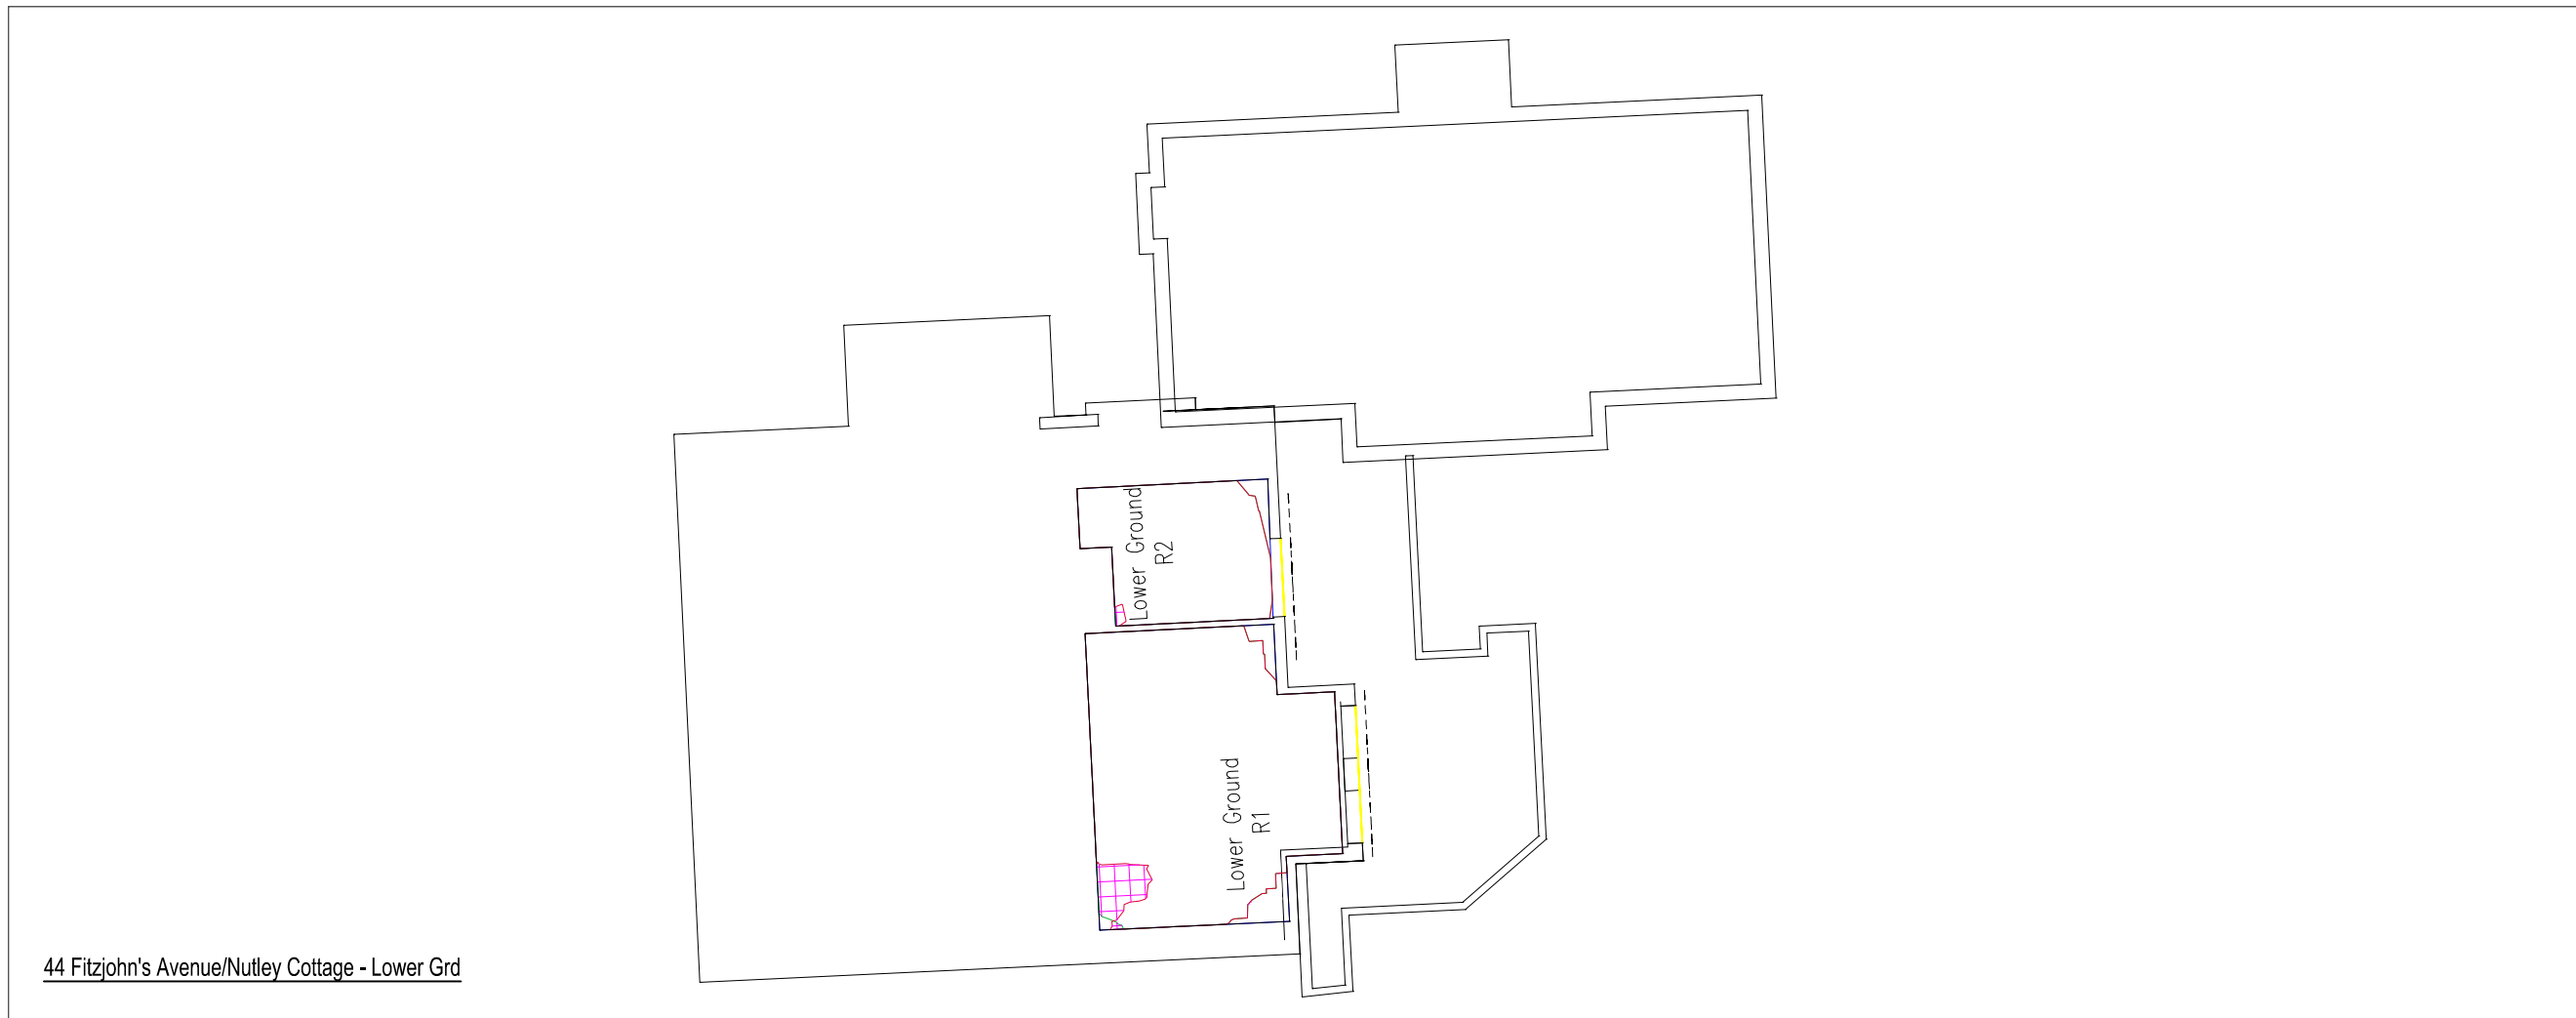 Lower Ground
R2
Lower Ground
R1
44 Fitzjohn's Avenue/Nutley Cottage - Lower Grd